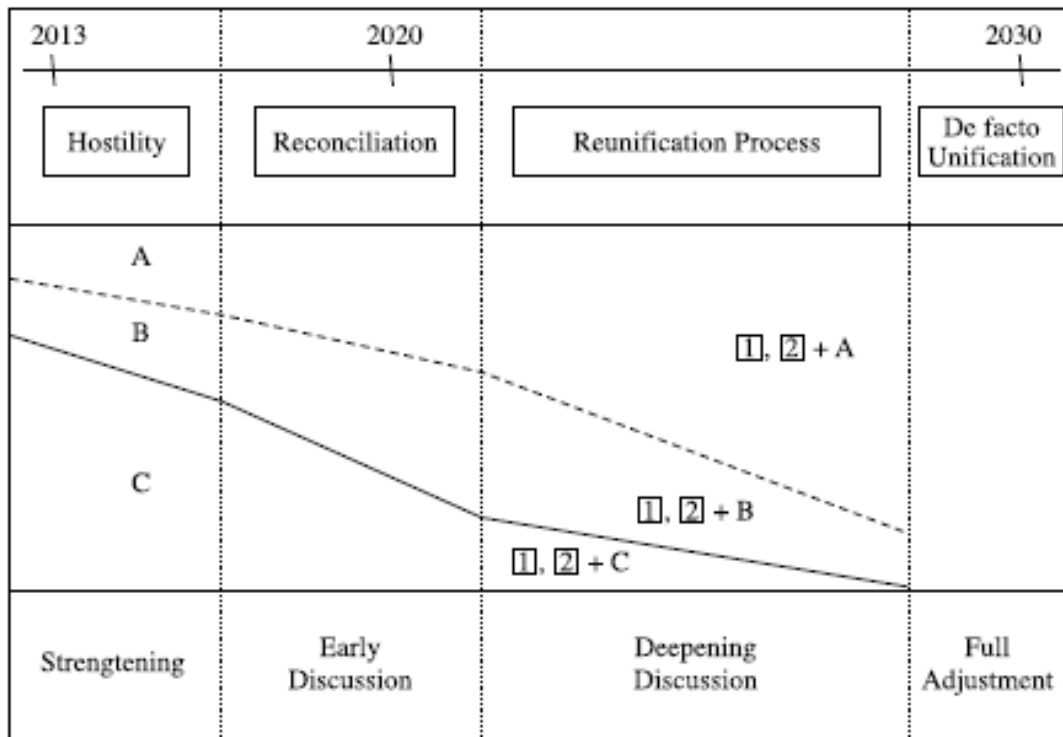 2013 2020 2030
Hostility Reconciliation Reunification Process De facto
Unification
A
B
C
1, 2 + A
1, 2 + B
1, 2 + C
Strengtening Early
Discussion Deepening
Discussion Full
Adjustment